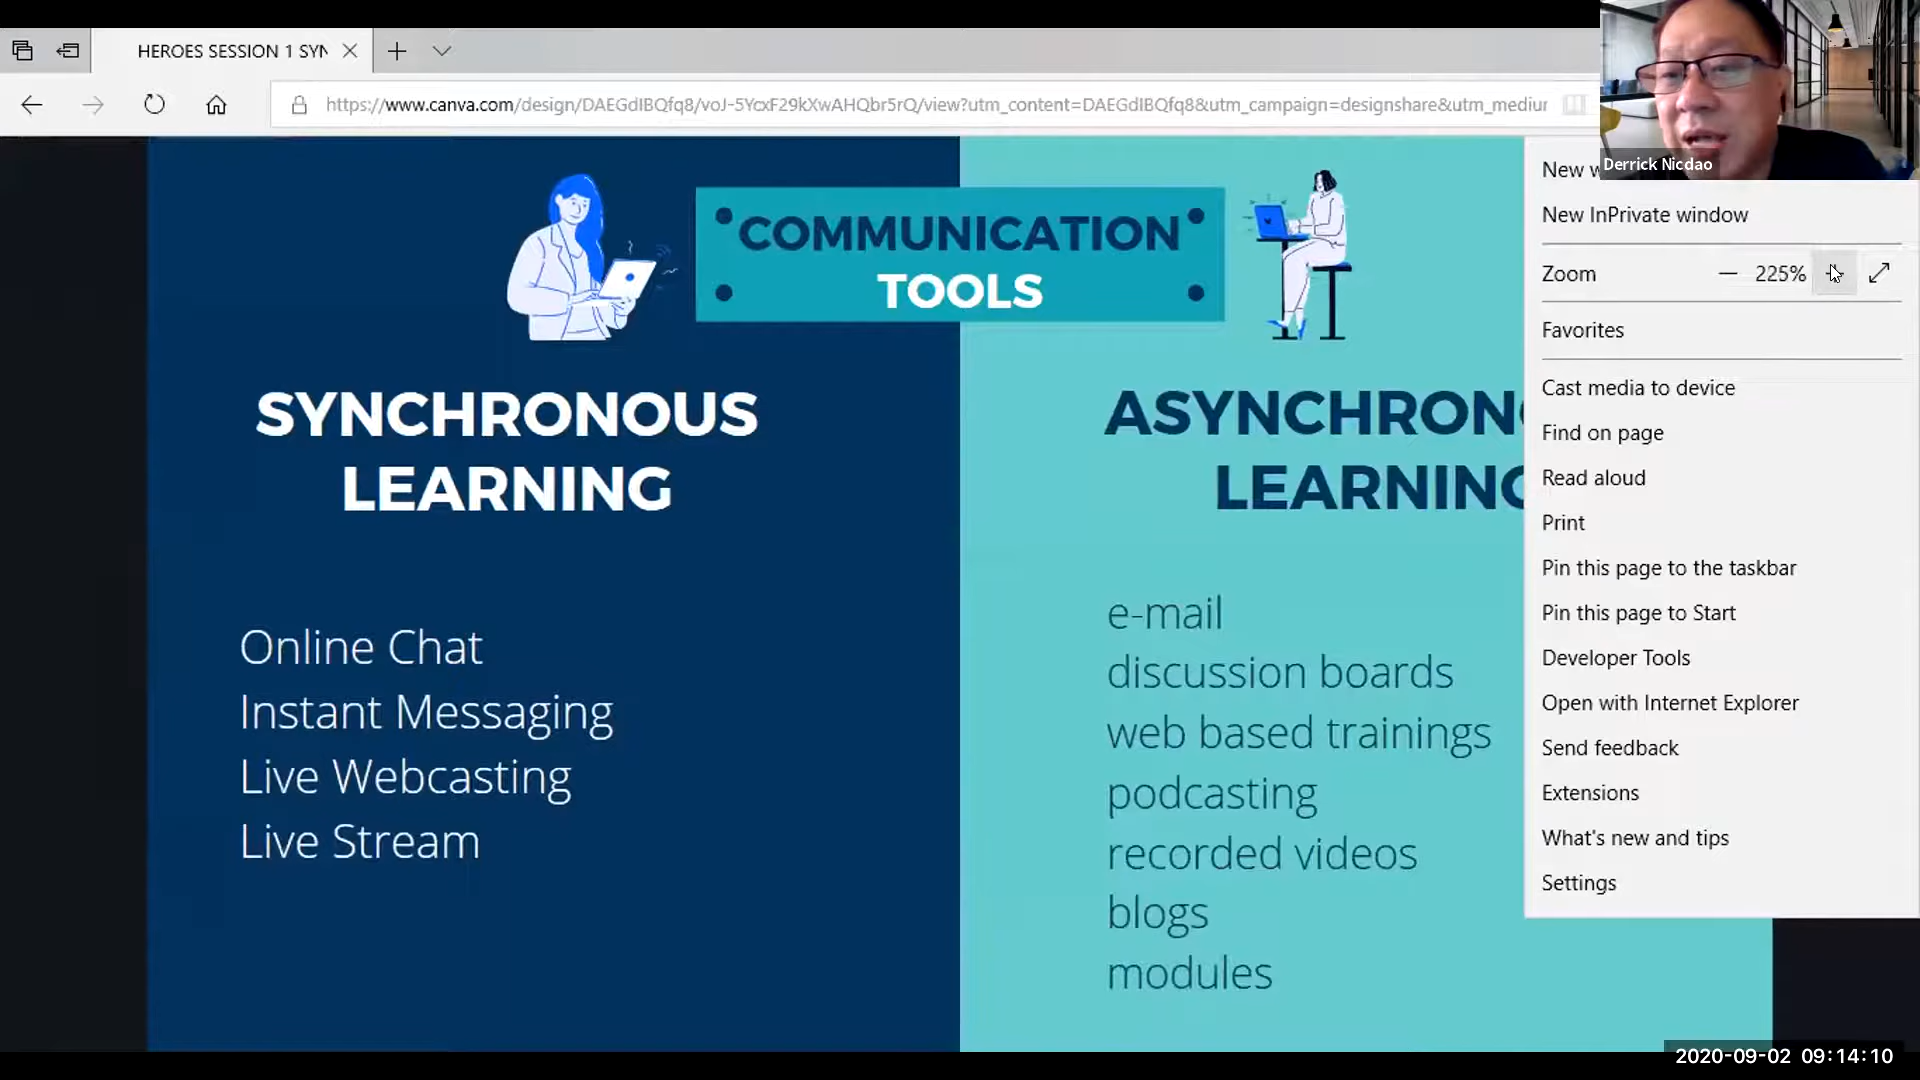 HEROES SESSION 1 SYN
https://www.canva.com/design/DAEGdIBQfq8/voJ-5YcxF29kXwAHQbr5rQ/view?utm_content=DAEGdIBQfq8&utm_campaign=designshare&utm_mediur
Derrick Nicdao
COMMUNICATION
TOOLS
SYNCHRONOUS
LEARNING
Online Chat
Instant Messaging
Live Webcasting
Live Stream
ASYNCHRON
LEARNING
e-mail
discussion boards
web based trainings
podcasting
recorded videos
blogs
modules
New
New InPrivate window
Zoom 225%
Favorites
Cast media to device
Find on page
Read aloud
Print
Pin this page to the taskbar
Pin this page to Start
Developer Tools
Open with Internet Explorer
Send feedback
Extensions
What's new and tips
Settings
2020-09-02 09:14:10